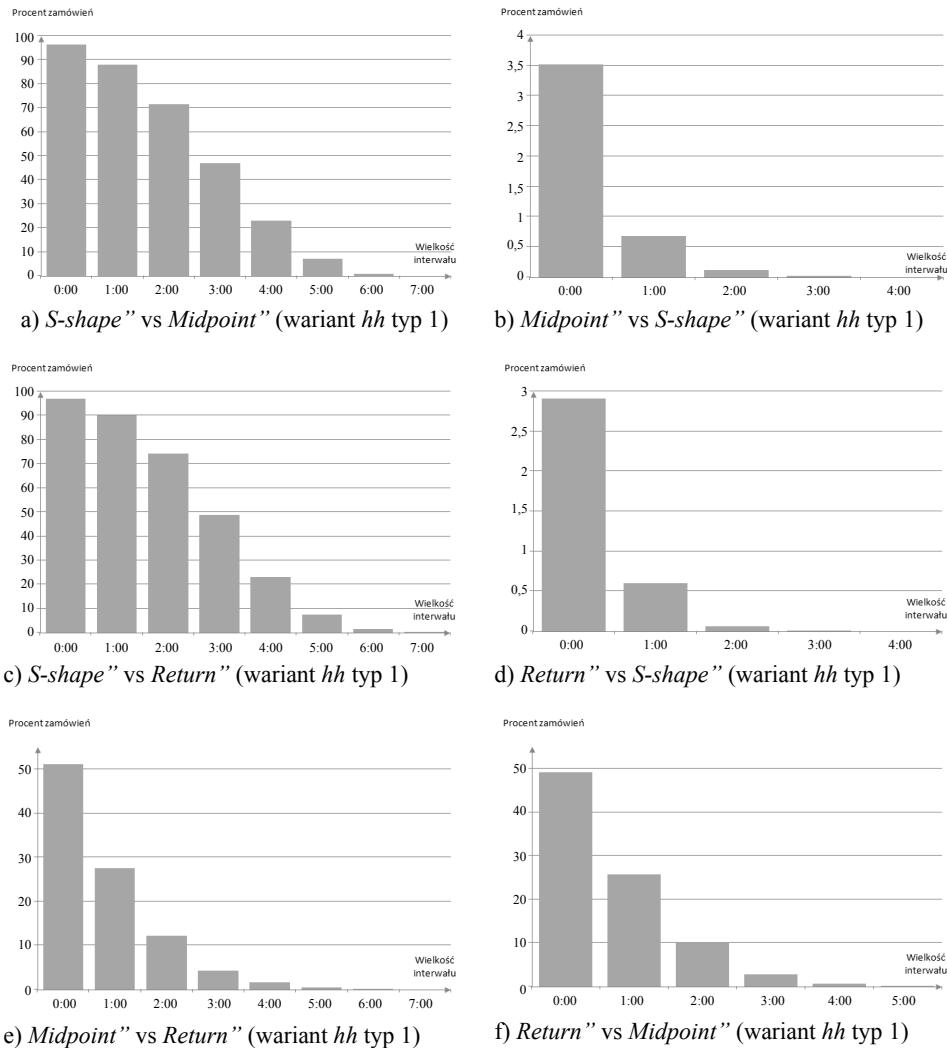 Procent zamówień
100
90
80
70
60
50
40
30
20
10
0
Wielkość
interwału
0:00 1:00 2:00 3:00 4:00 5:00 6:00 7:00
a) S-shape” vs Midpoint” (wariant hh typ 1)
Procent zamówień
4
3,5
3
2,5
2
1,5
1
0,5
0
Wielkość
interwału
0:00 1:00 2:00 3:00 4:00
b) Midpoint” vs S-shape” (wariant hh typ 1)
Procent zamówień
100
90
80
70
60
50
40
30
20
10
0
Wielkość
interwału
0:00 1:00 2:00 3:00 4:00 5:00 6:00 7:00
c) S-shape” vs Return” (wariant hh typ 1)
Procent zamówień
3
2,5
2
1,5
1
0,5
0
Wielkość
interwału
0:00 1:00 2:00 3:00 4:00
d) Return” vs S-shape” (wariant hh typ 1)
Procent zamówień
50
40
30
20
10
0
Wielkość
interwału
0:00 1:00 2:00 3:00 4:00 5:00 6:00 7:00
e) Midpoint” vs Return” (wariant hh typ 1)
Procent zamówień
50
40
30
20
10
0
Wielkość
interwału
0:00 1:00 2:00 3:00 4:00 5:00
f) Return” vs Midpoint” (wariant hh typ 1)